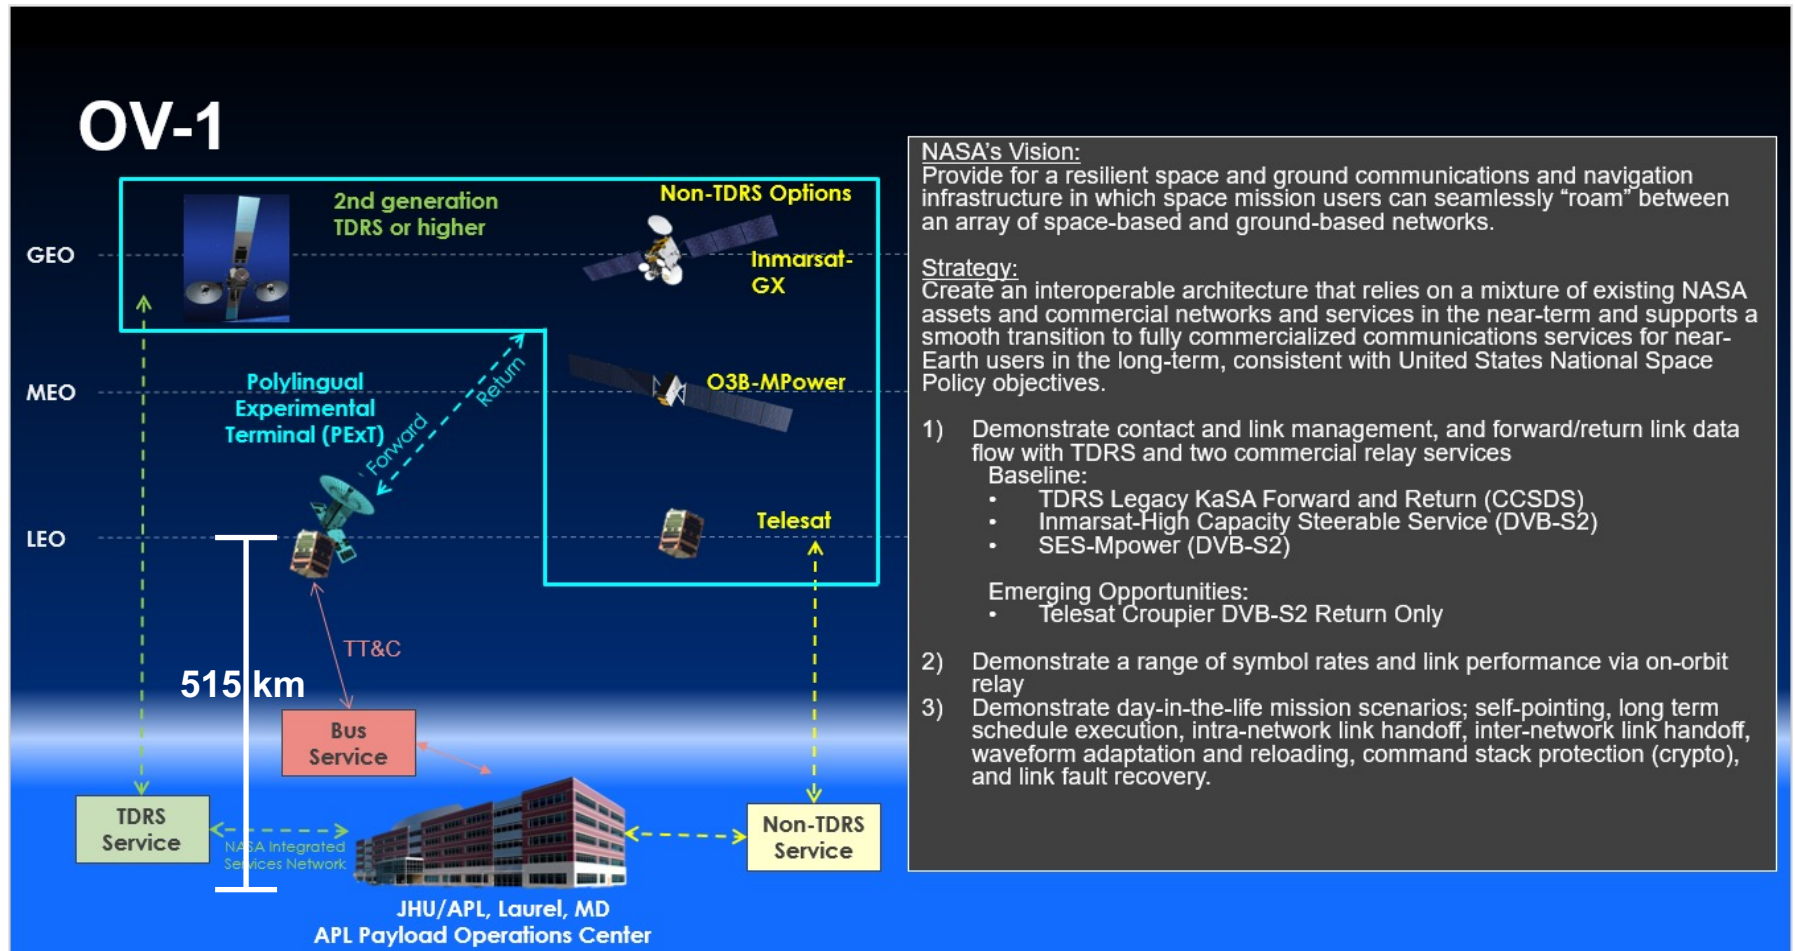 OV-1
2nd generation
TDRS or higher
Non-TDRS Options
GEO
Inmarsat-
GX
Polylingual
Experimental
Terminal (PExT)
Forward
Return
MEO
O3B-MPower
LEO
Telesat
TT&C
515 km
Bus
Service
TDRS
Service
NASA Integrated
Services Network
Non-TDRS
Service
JHU/APL, Laurel, MD
APL Payload Operations Center
NASA's Vision:
Provide for a resilient space and ground communications and navigation
infrastructure in which space mission users can seamlessly “roam” between
an array of space-based and ground-based networks.
Strategy:
Create an interoperable architecture that relies on a mixture of existing NASA
assets and commercial networks and services in the near-term and supports a
smooth transition to fully commercialized communications services for near-
Earth users in the long-term, consistent with United States National Space
Policy objectives.
1) Demonstrate contact and link management, and forward/return link data
flow with TDRS and two commercial relay services
Baseline:
• TDRS Legacy KaSA Forward and Return (CCSDS)
• Inmarsat-High Capacity Steerable Service (DVB-S2)
• SES-Mpower (DVB-S2)
Emerging Opportunities:
• Telesat Croupier DVB-S2 Return Only
2) Demonstrate a range of symbol rates and link performance via on-orbit
relay
3) Demonstrate day-in-the-life mission scenarios; self-pointing, long term
schedule execution, intra-network link handoff, inter-network link handoff,
waveform adaptation and reloading, command stack protection (crypto),
and link fault recovery.